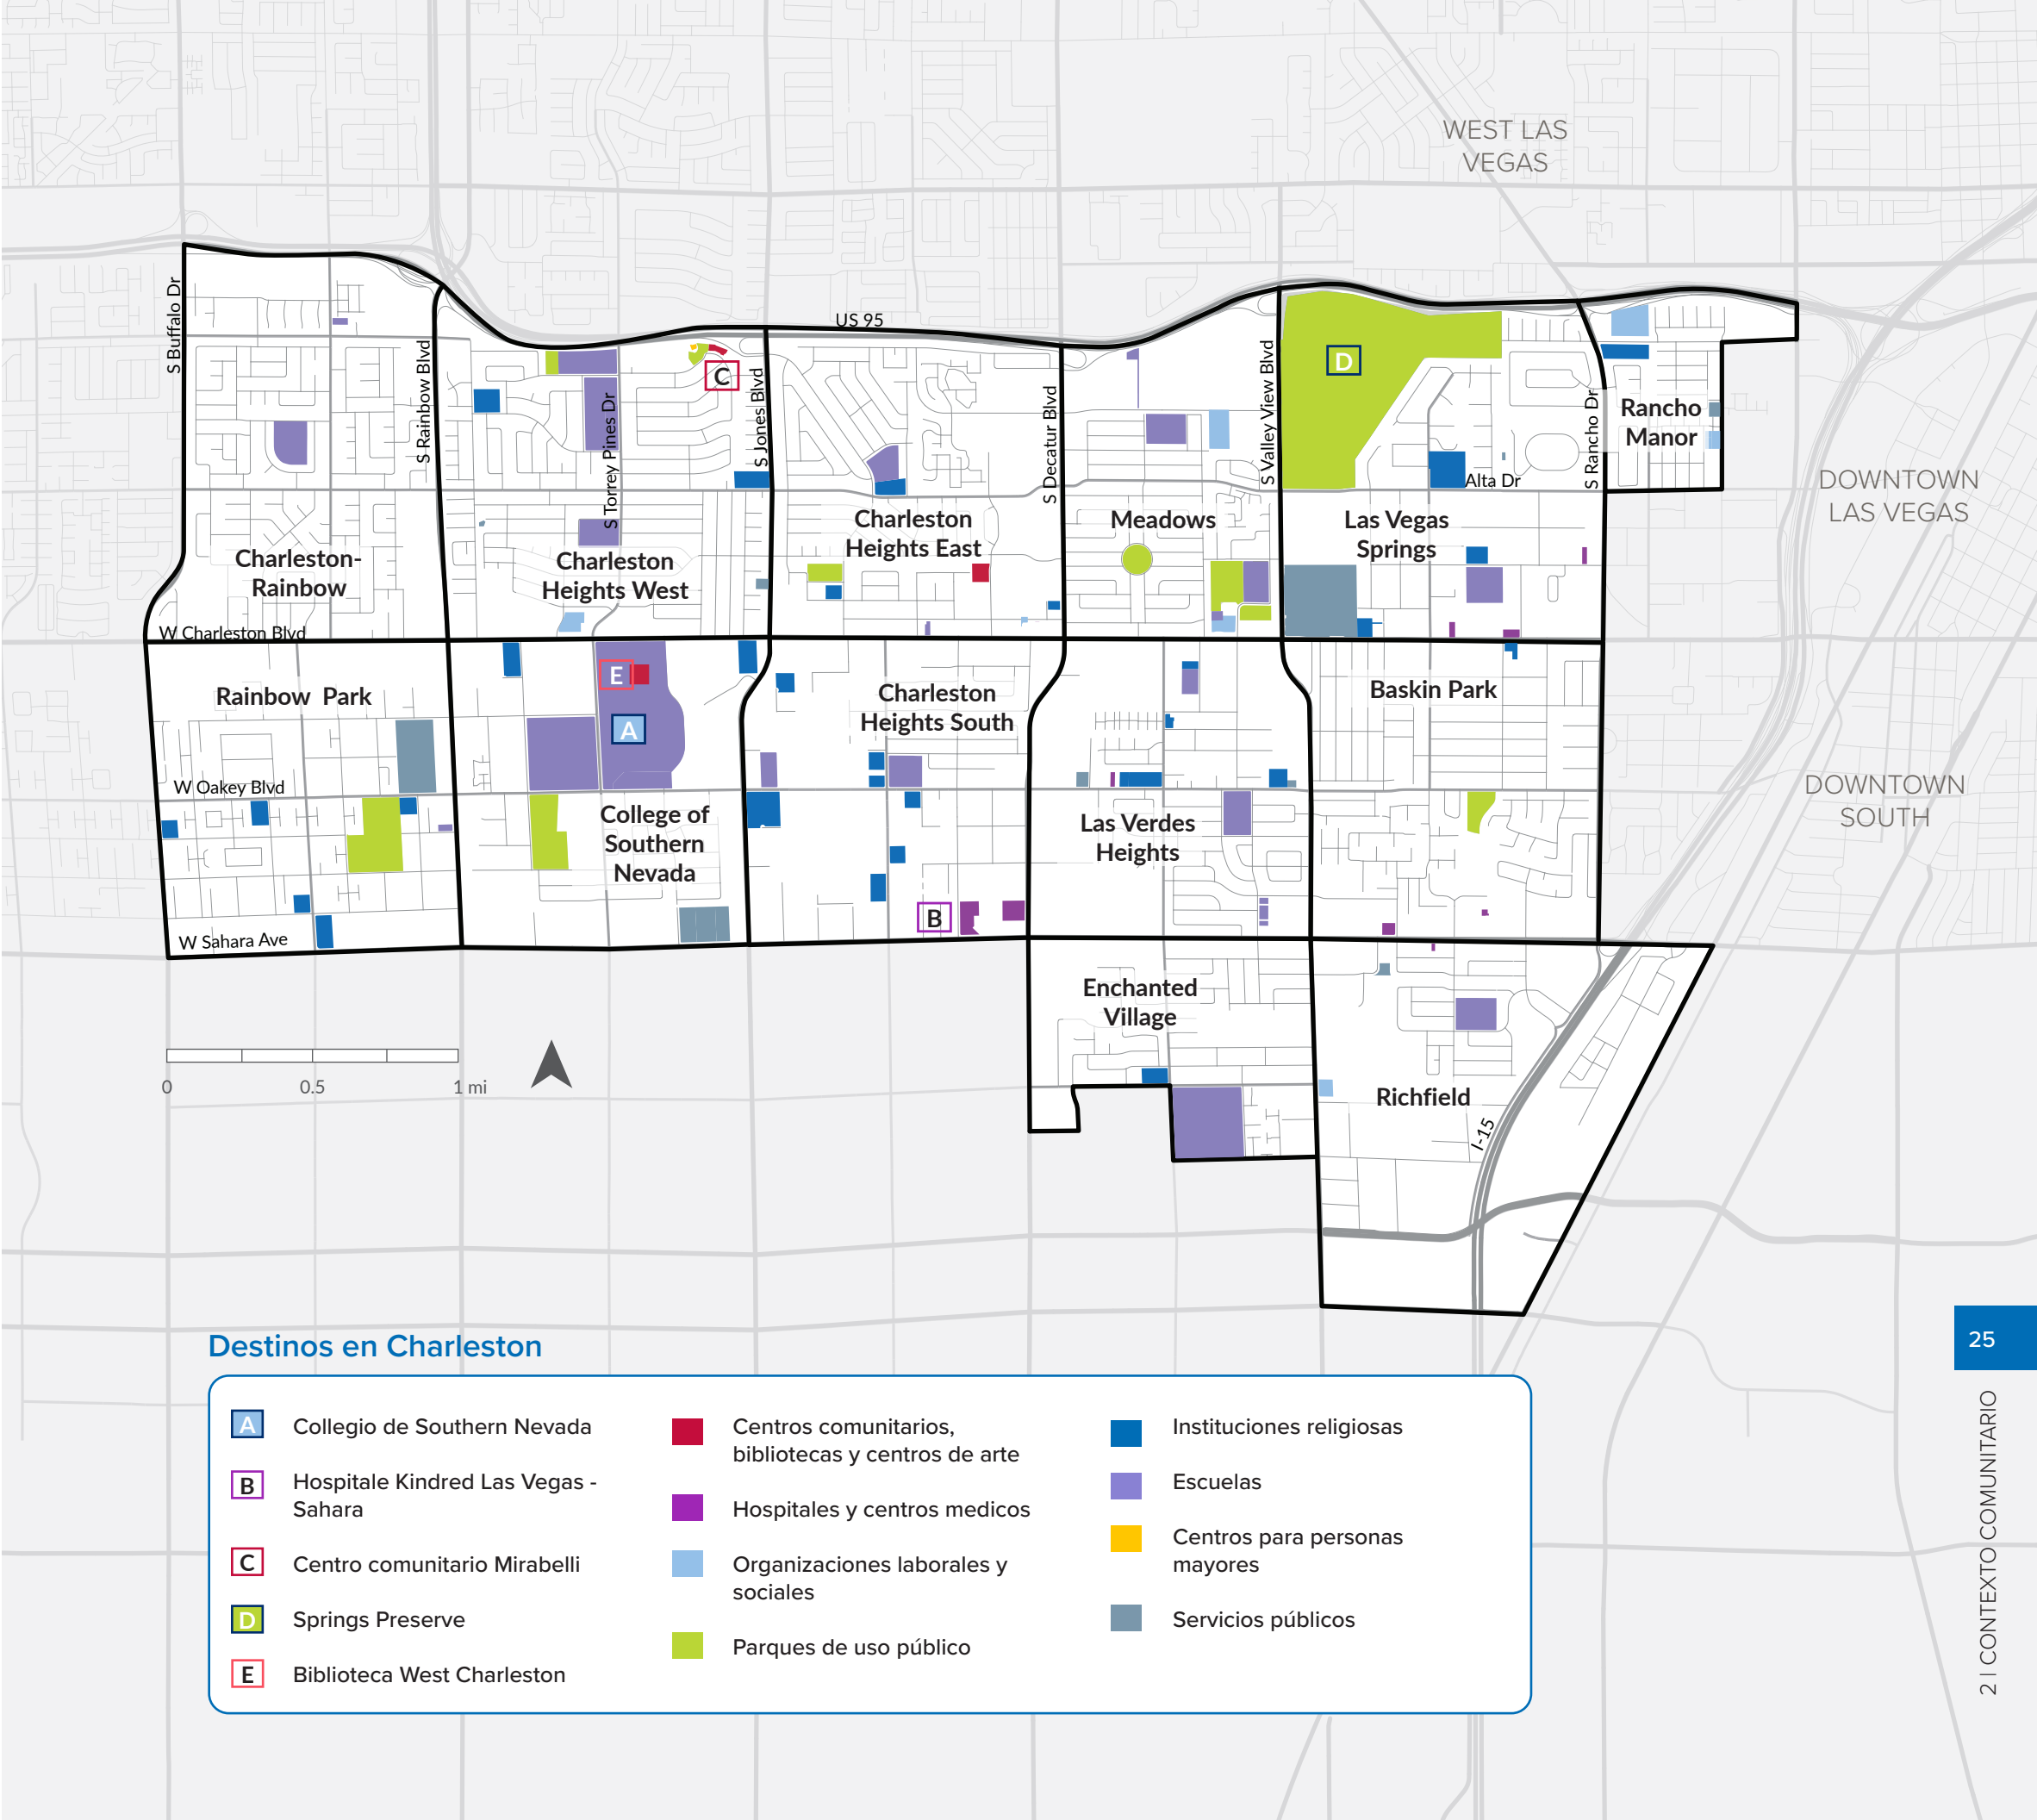 WEST LAS
VEGAS
S Buffalo Dr
S Rainbow Blvd
S Torrey Pines Dr
S Jones Blvd
US 95
S Decatur Blvd
S Valley View Blvd
S Rancho Dr
C
D
Rancho
Manor
Alta Dr
DOWNTOWN
LAS VEGAS
Charleston-
Rainbow
Charleston
Heights West
Charleston
Heights East
Meadows
Las Vegas
Springs
W Charleston Blvd
Rainbow Park
E
A
Charleston
Heights South
Baskin Park
W Oakey Blvd
DOWNTOWN
SOUTH
College of
Southern
Nevada
Las Verdes
Heights
B
W Sahara Ave
Enchanted
Village
Richfield
I-15
0
0.5
1 mi
Destinos en Charleston
A
Collegio de Southern Nevada
B
Hospitale Kindred Las Vegas -
Sahara
C
Centro comunitario Mirabelli
D
Springs Preserve
E
Biblioteca West Charleston
Centros comunitarios,
bibliotecas y centros de arte
Hospitales y centros medicos
Organizaciones laborales y
sociales
Parques de uso público
Instituciones religiosas
Escuelas
Centros para personas
mayores
Servicios públicos
25
2 | CONTEXTO COMUNITARIO